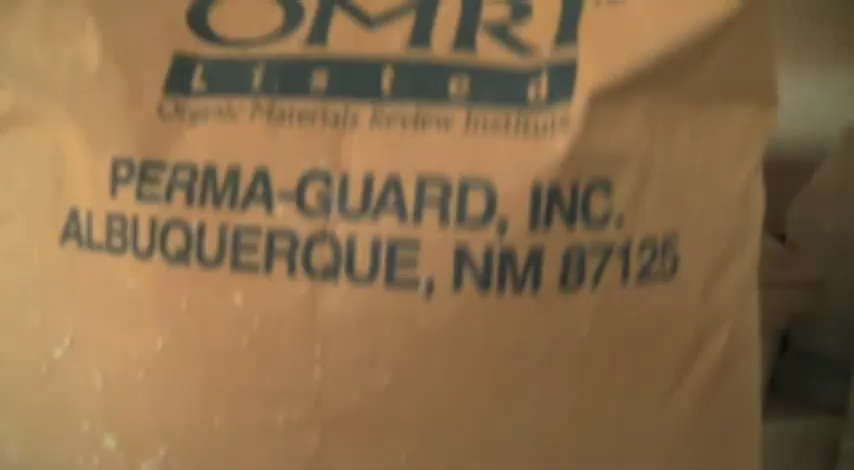 OMRI
Listed
Organic Materials Review Institute
PERMA-GUARD, INC.
ALBUQUERQUE, NM 87125